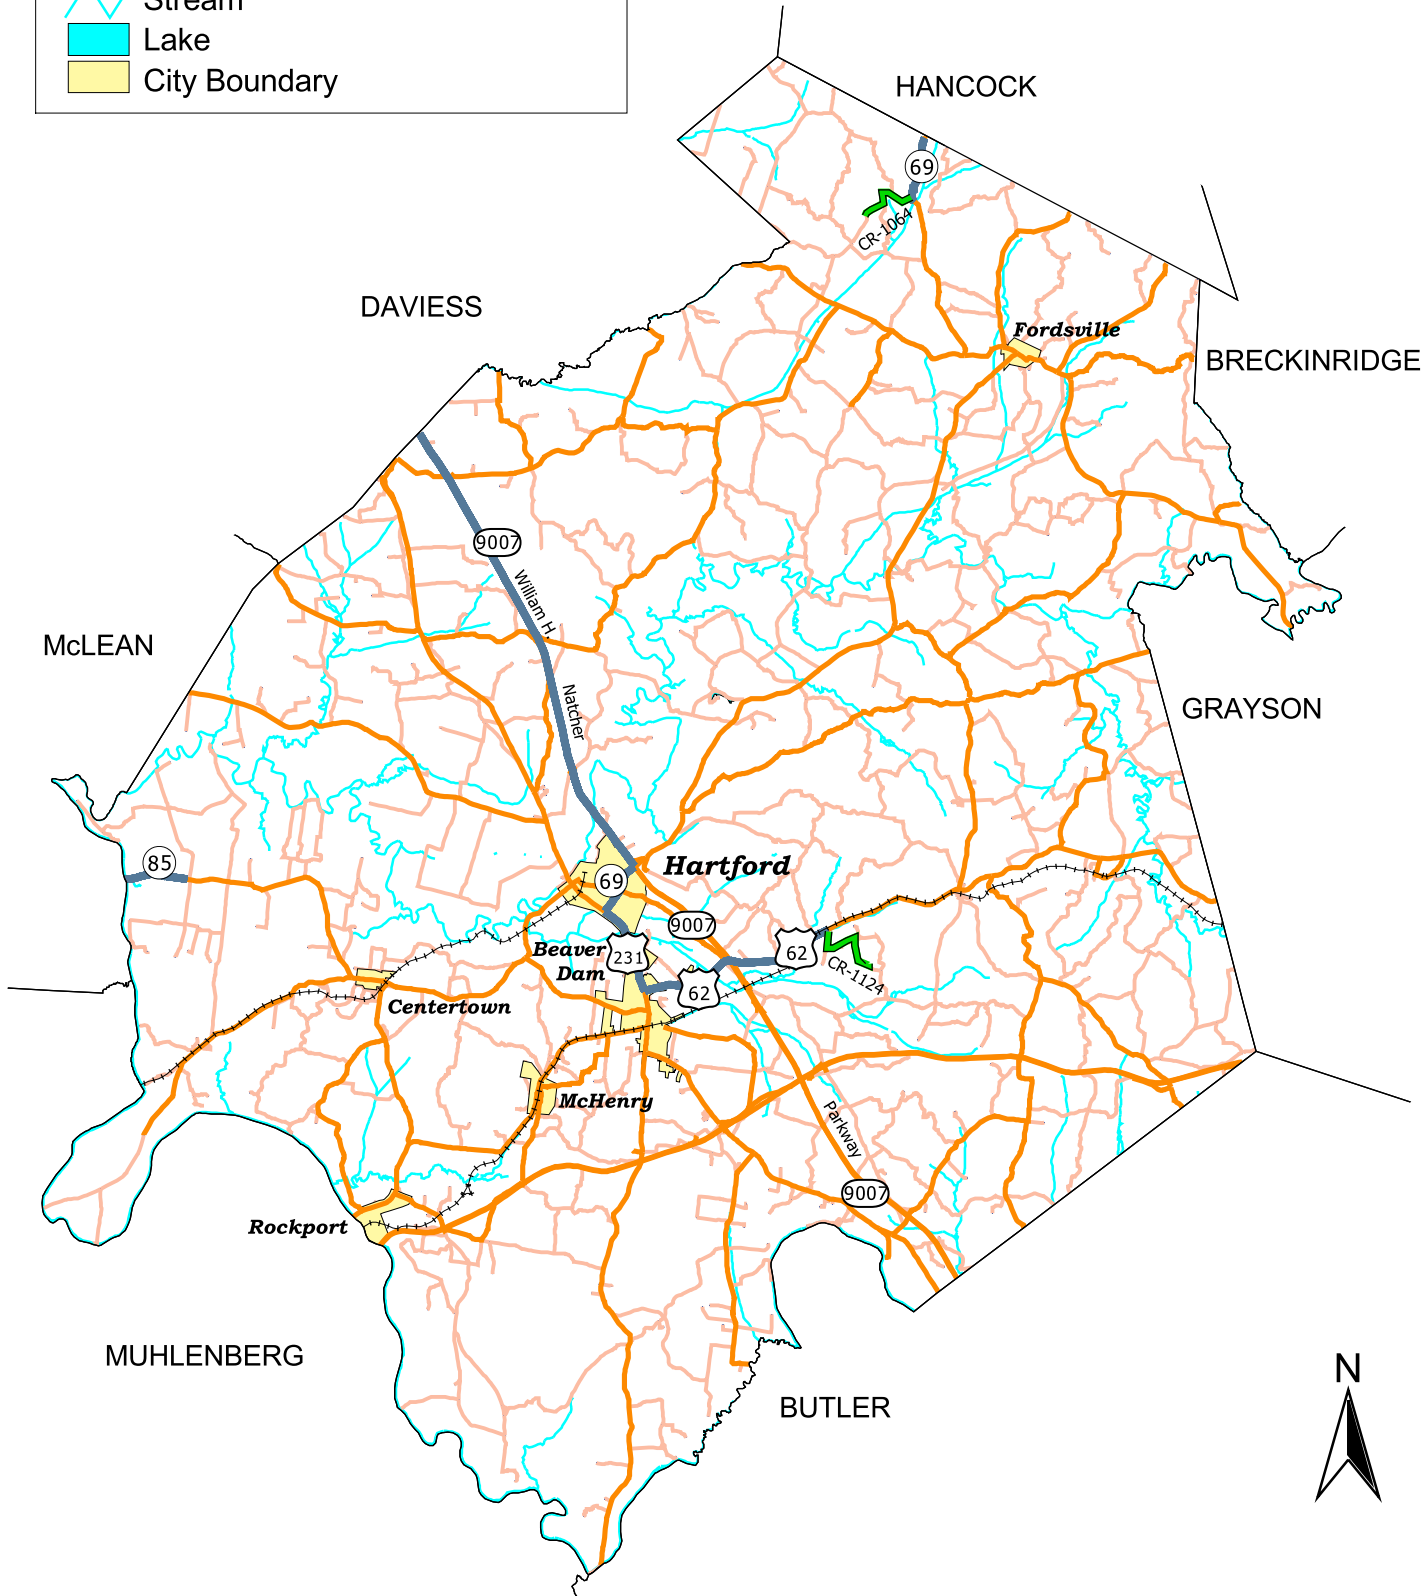 Stream
Lake
City Boundary
HANCOCK
69
CR-1064
DAVIESS
Fordsville
BRECKINRIDGE
9007
William H.
McLEAN
Natcher
GRAYSON
85
Hartford
69
9007
Beaver
Dam
231
62
62
CR-1124
Centertown
McHenry
Parkway
9007
Rockport
MUHLENBERG
BUTLER
N